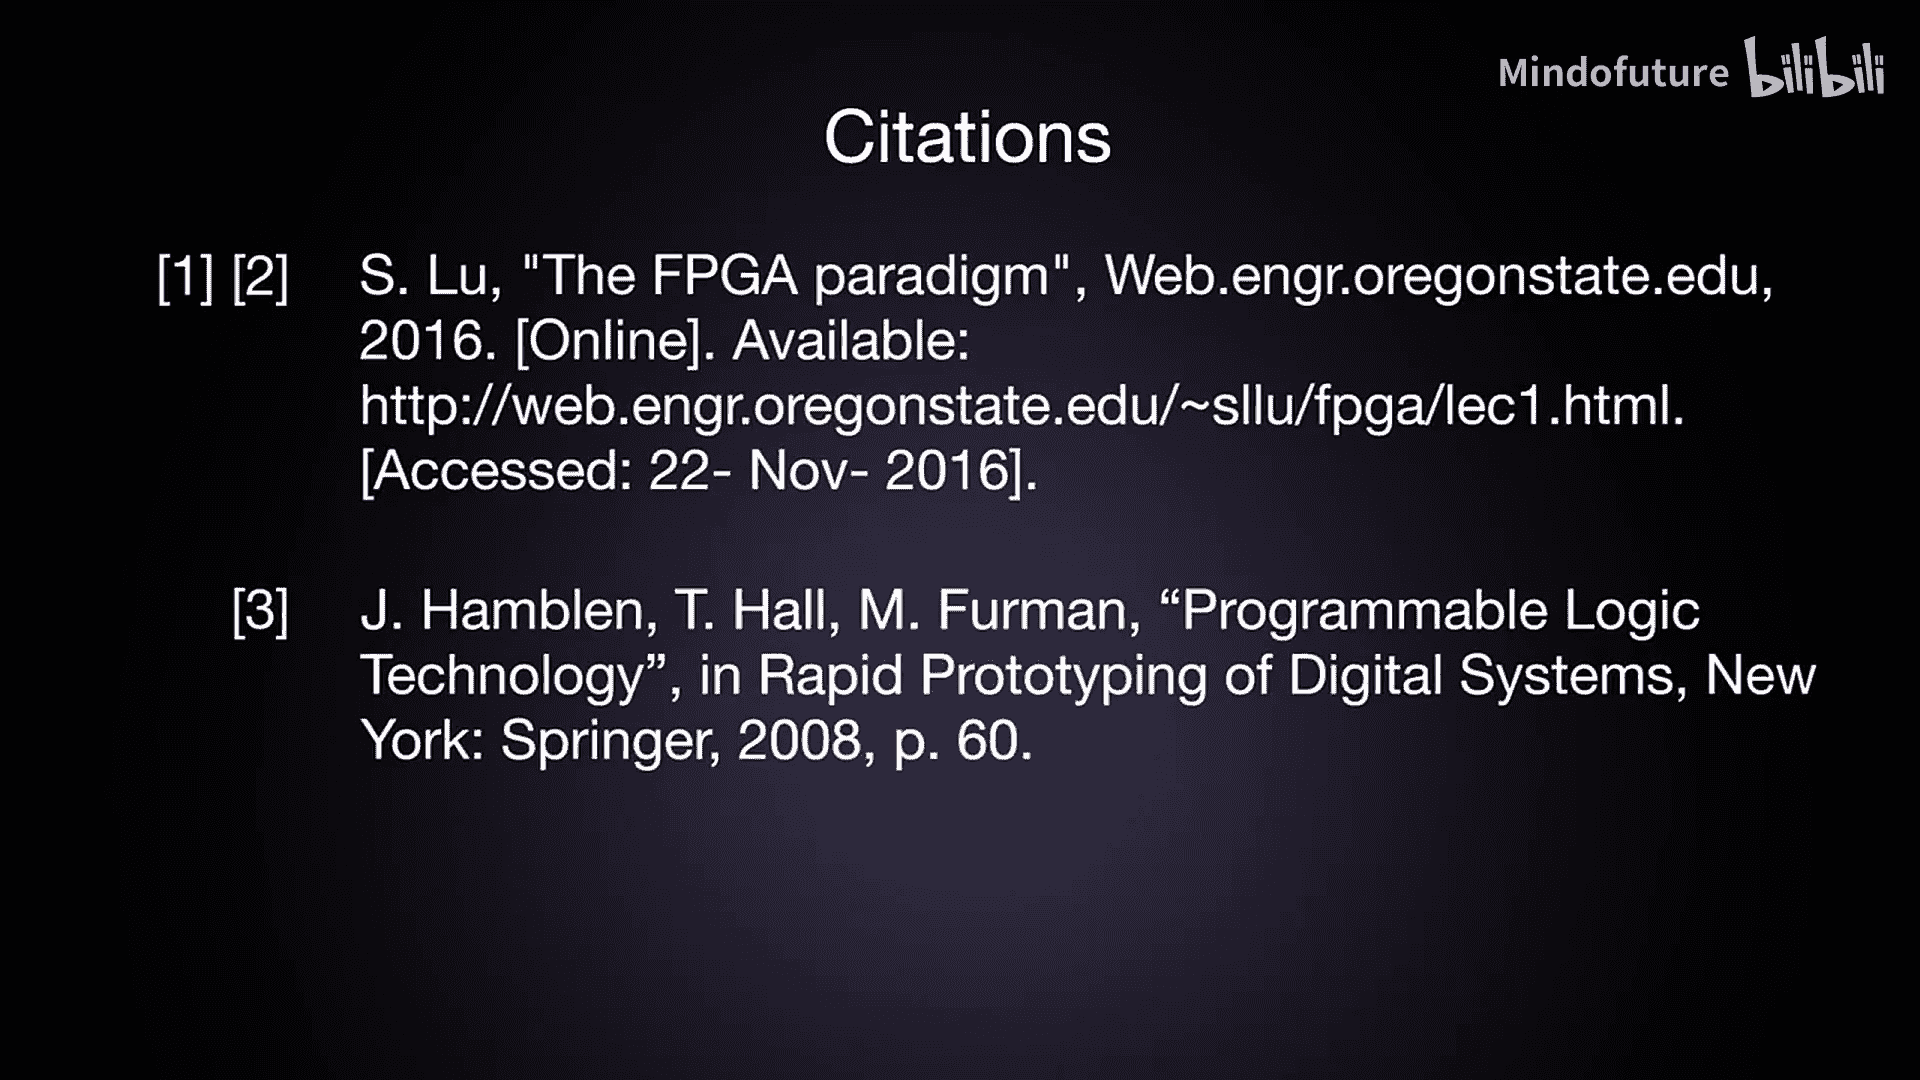 Mindofuture bilibili
Citations
[1] [2] S. Lu, "The FPGA paradigm", Web.engr.oregonstate.edu,
2016. [Online]. Available:
http://web.engr.oregonstate.edu/~sllu/fpga/lec1.html.
[Accessed: 22- Nov- 2016].
[3] J. Hamblen, T. Hall, M. Furman, “Programmable Logic
Technology”, in Rapid Prototyping of Digital Systems, New
York: Springer, 2008, p. 60.